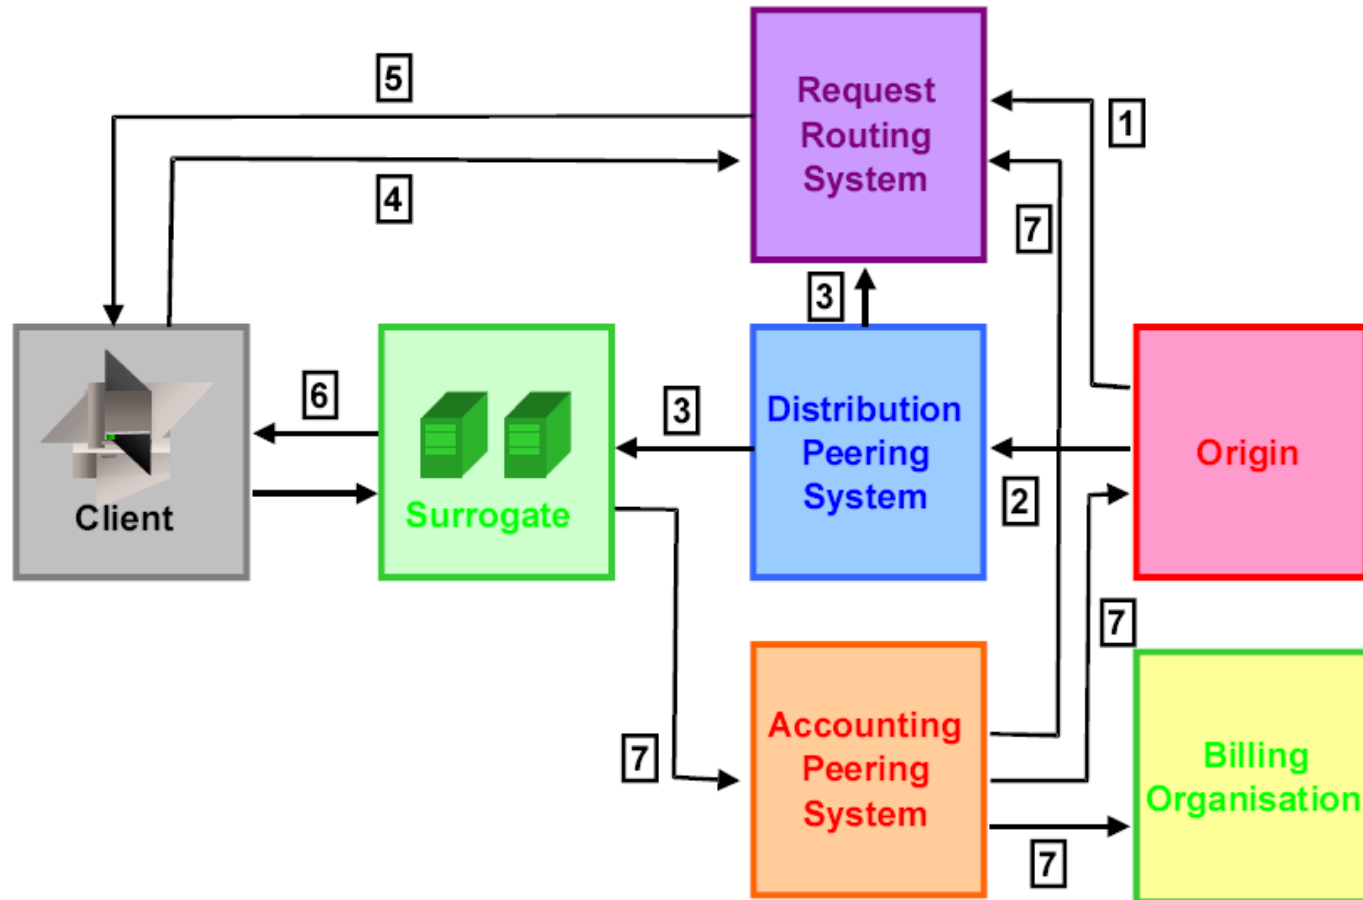 5
Request
Routing
System
1
4
7
3
Client
6
Surrogate
3
Distribution
Peering
System
2
Origin
7
Accounting
Peering
System
7
Billing
Organisation
7